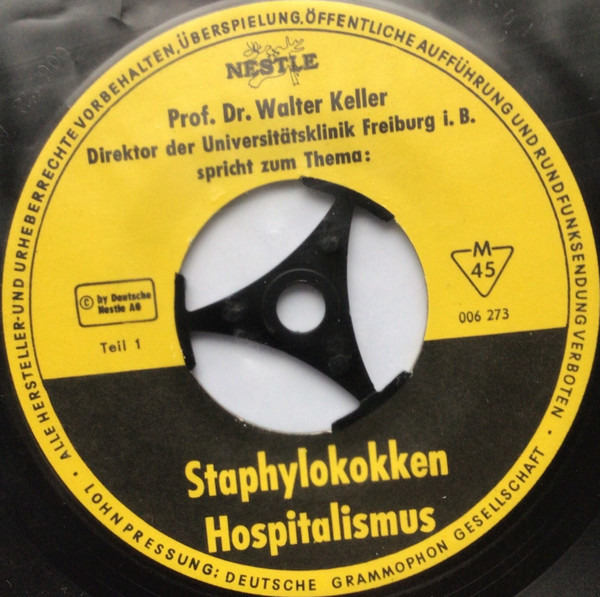 ALLE HERSTELLER- UND URHEBERRECHTE VORBEHALTEN, ÜBERSPIELUNG, ÖFFENTLICHE AUFFÜHRUNG UND RUNDFUNKSENDUNG VERBOTEN
NESTLE
Prof. Dr. Walter Keller
Direktor der Universitätsklinik Freiburg i. B.
spricht zum Thema:
© by Deutsche
Nestle AG
Teil 1
M
45
006 273
Staphylokokken
Hospitalismus
• LOHNPRESSUNG: DEUTSCHE GRAMMOPHON GESELLSCHAFT •